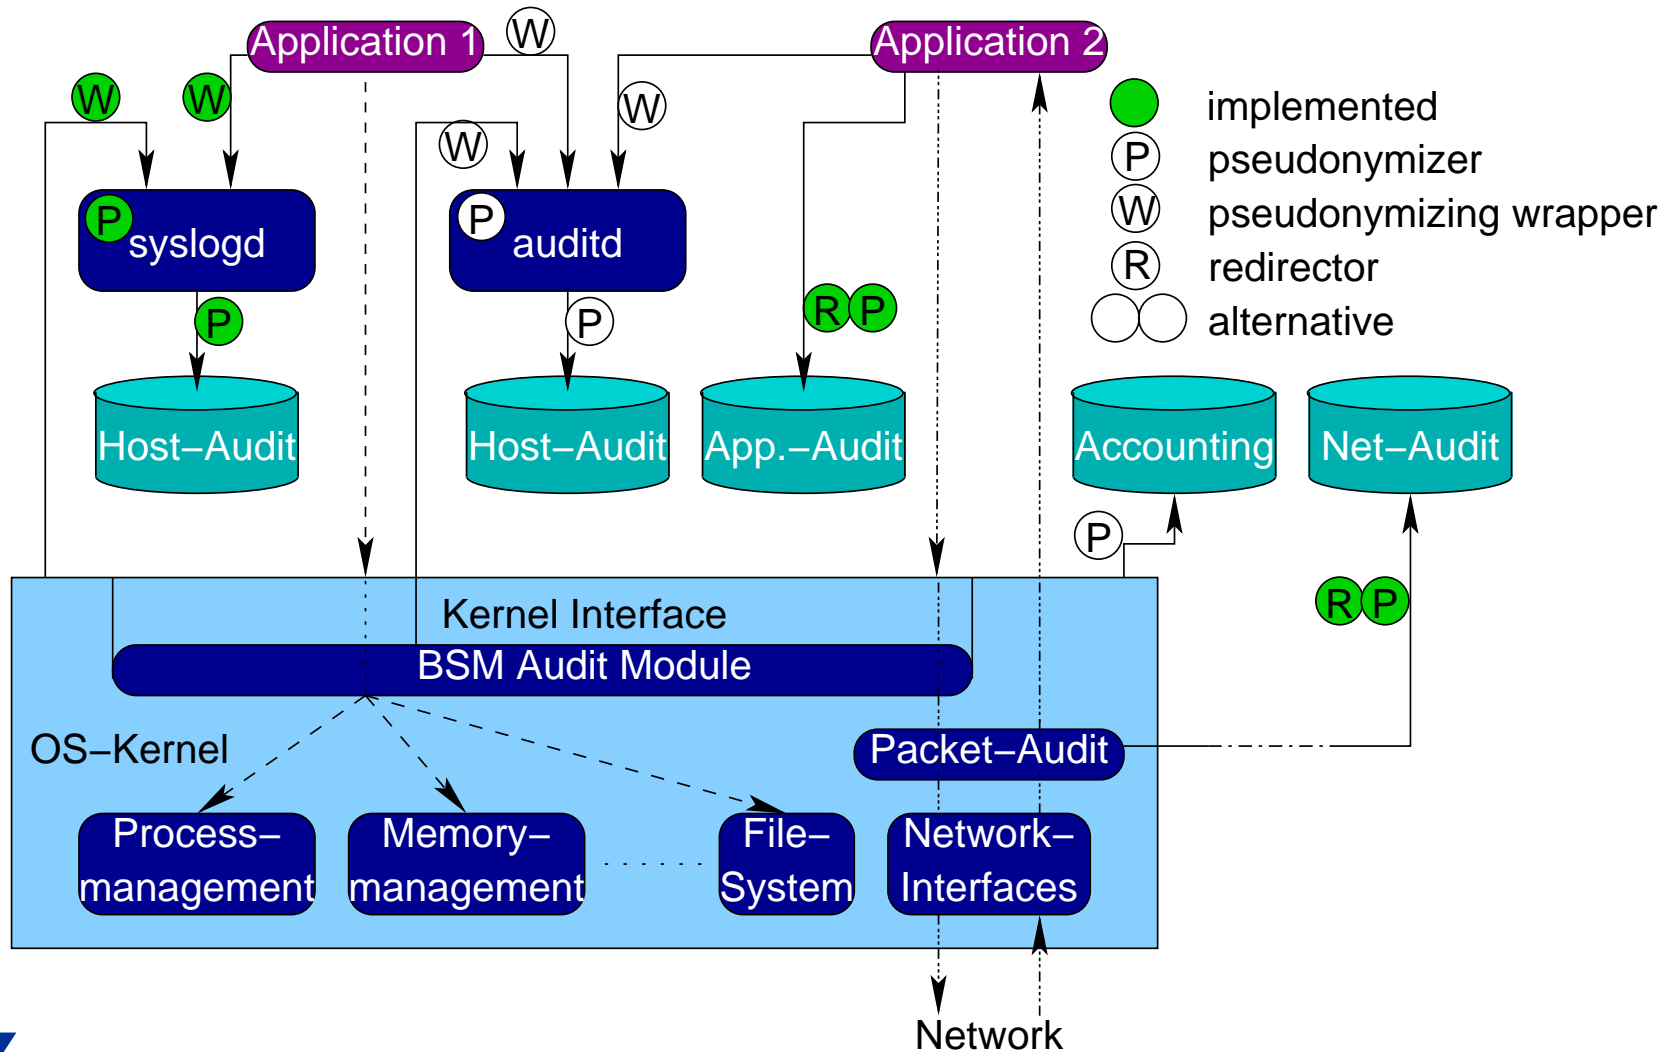 Application 1
W
Application 2
W
W
W
W
implemented
P
pseudonymizer
W
pseudonymizing wrapper
R
redirector
alternative
P
syslogd
P
auditd
P
P
R
P
Host–Audit
Host–Audit
App.–Audit
Accounting
Net–Audit
P
R
P
Kernel Interface
BSM Audit Module
OS–Kernel
Packet–Audit
Process–
management
Memory–
management
File–
System
Network–
Interfaces
Network